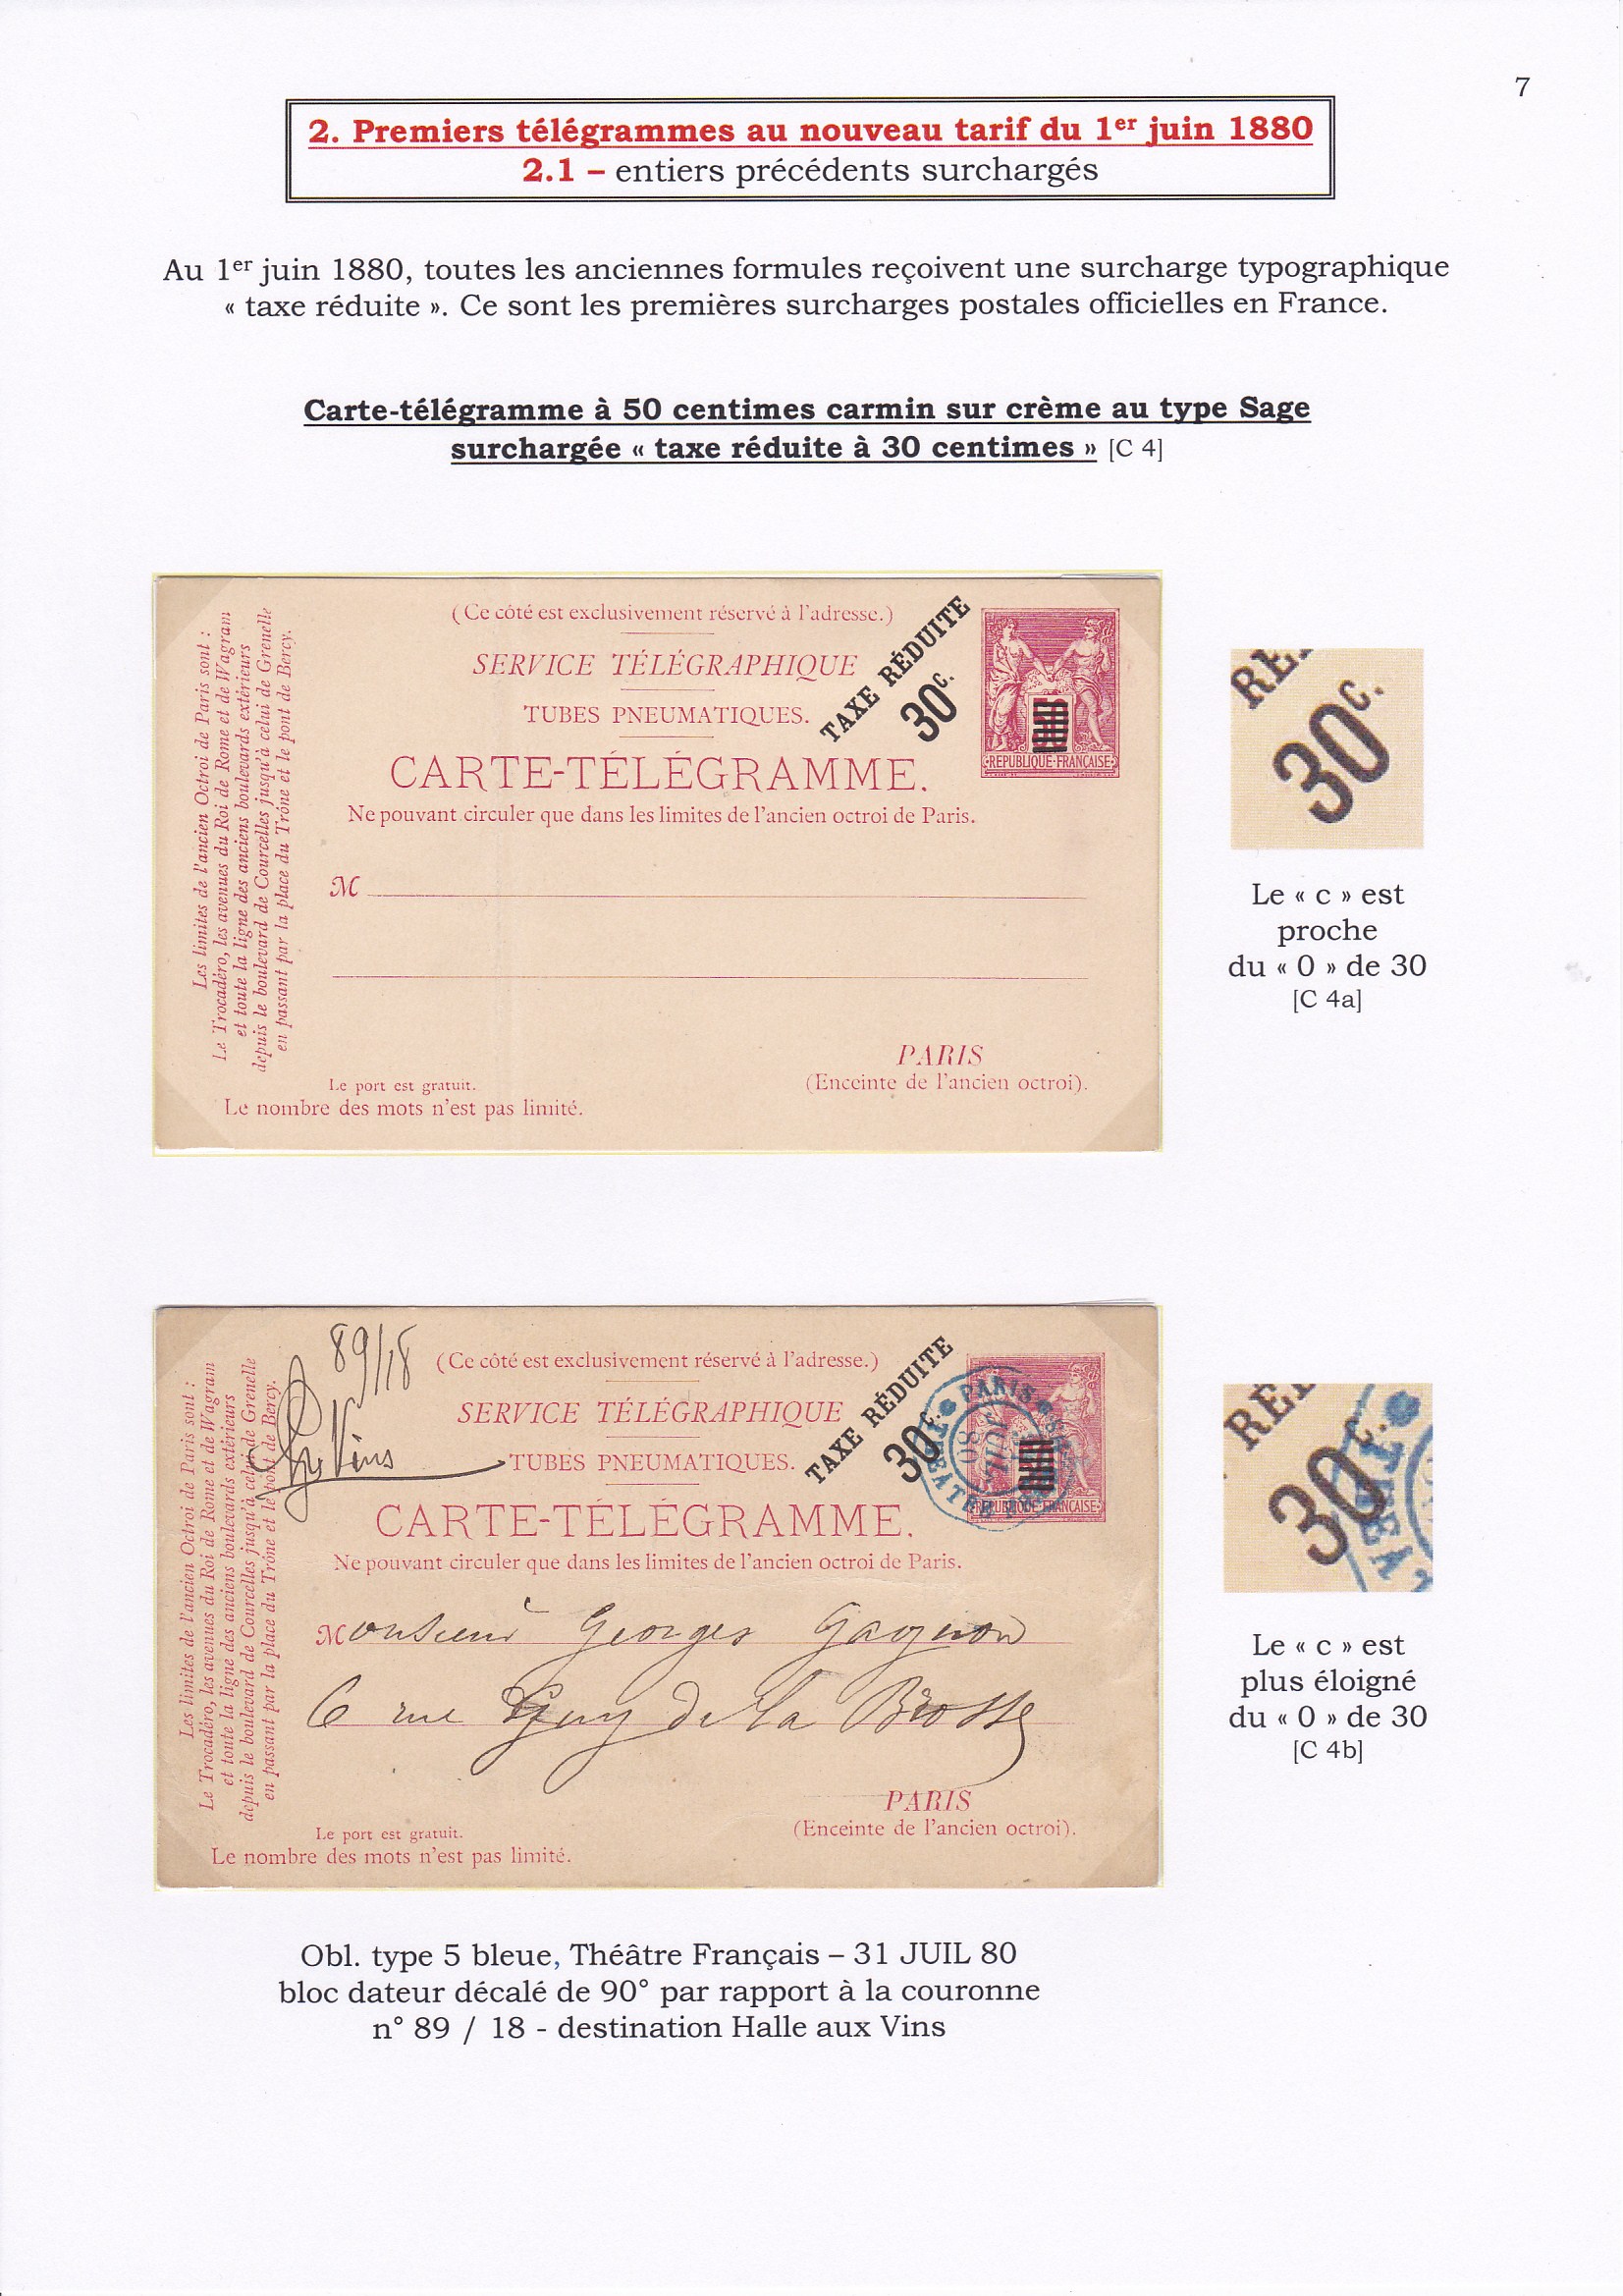 7
2. Premiers télégrammes au nouveau tarif du 1er juin 1880
2.1 – entiers précédents surchargés
Au 1er juin 1880, toutes les anciennes formules reçoivent une surcharge typographique
« taxe réduite ». Ce sont les premières surcharges postales officielles en France.
Carte-télégramme à 50 centimes carmin sur crème au type Sage
surchargée « taxe réduite à 30 centimes » [C 4]
(Ce côté est exclusivement réservé à l'adresse.)
SERVICE TÉLÉGRAPHIQUE
TUBES PNEUMATIQUES.
TAXE RÉDUITE
30c.
REPUBLIQUE·FRANÇAISE
CARTE-TÉLÉGRAMME.
Ne pouvant circuler que dans les limites de l'ancien octroi de Paris.
M
PARIS
(Enceinte de l'ancien octroi).
Le port est gratuit.
Le nombre des mots n'est pas limité.
Les limites de l'ancien Octroi de Paris sont :
Le Trocadéro, les avenues du Roi de Rome et de Wagram
et toute la ligne des anciens boulevards extérieurs
depuis le boulevard de Courcelles jusqu'à celui de Grenelle
en passant par la place du Trône et le pont de Bercy.
RÉ
30c.
Le « c » est
proche
du « 0 » de 30
[C 4a]
89/18
(Ce côté est exclusivement réservé à l'adresse.)
SERVICE TÉLÉGRAPHIQUE
TUBES PNEUMATIQUES.
Vins
TAXE RÉDUITE
30c.
PARIS
JUIL
80
REPUBLIQUE·FRANÇAISE
CARTE-TÉLÉGRAMME.
Ne pouvant circuler que dans les limites de l'ancien octroi de Paris.
Monsieur Georges Gagnon
6 rue Guy de la Brosse
PARIS
(Enceinte de l'ancien octroi).
Le port est gratuit.
Le nombre des mots n'est pas limité.
Les limites de l'ancien Octroi de Paris sont :
Le Trocadéro, les avenues du Roi de Rome et de Wagram
et toute la ligne des anciens boulevards extérieurs
depuis le boulevard de Courcelles jusqu'à celui de Grenelle
en passant par la place du Trône et le pont de Bercy.
RÉ
30c.
Le « c » est
plus éloigné
du « 0 » de 30
[C 4b]
Obl. type 5 bleue, Théâtre Français – 31 JUIL 80
bloc dateur décalé de 90° par rapport à la couronne
n° 89 / 18 - destination Halle aux Vins